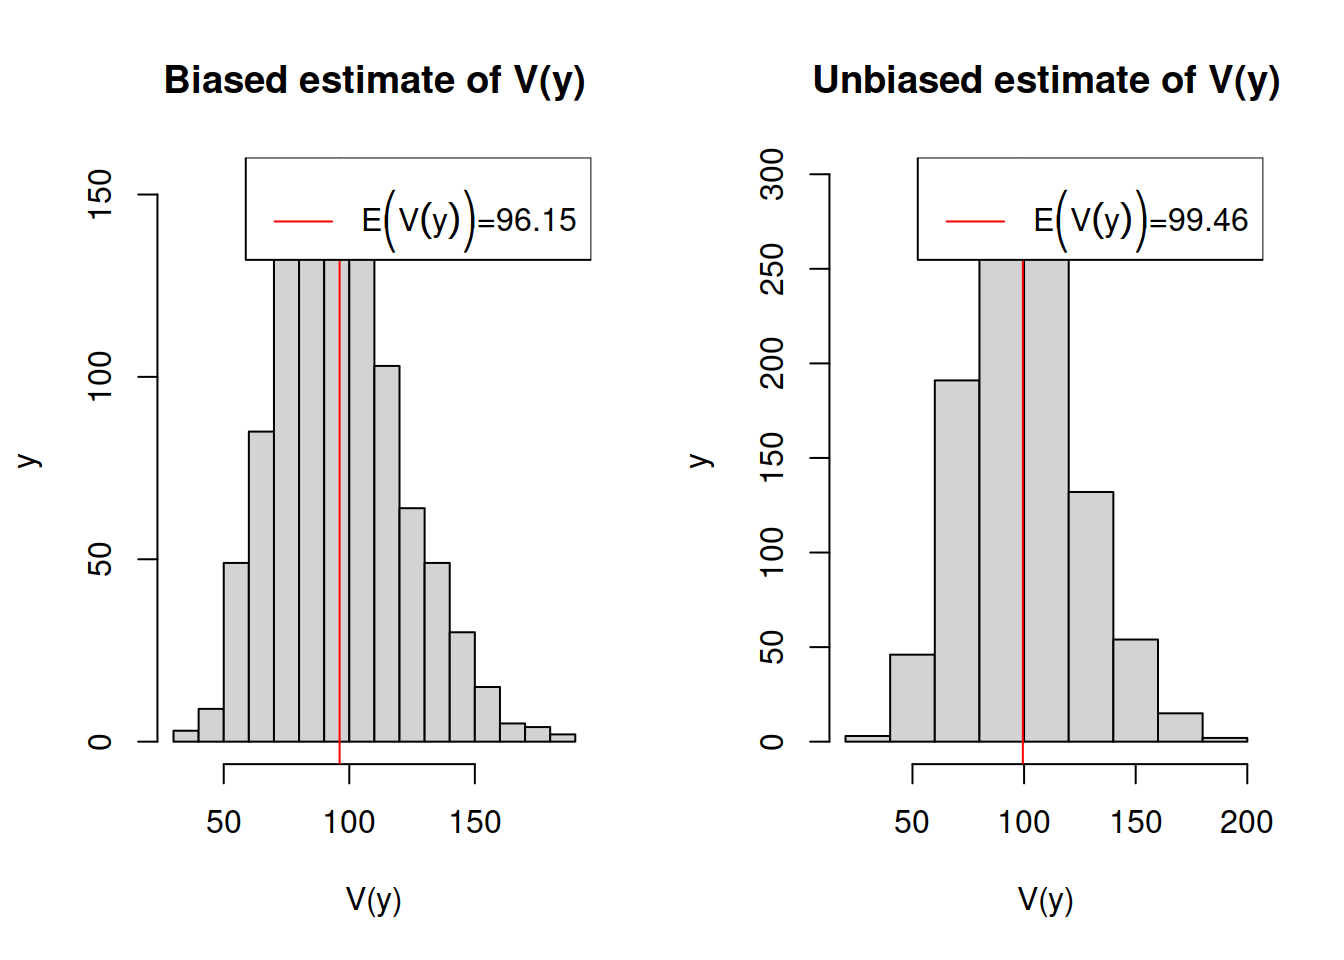 Biased estimate of V(y)
E(V(y))=96.15
150
100
50
0
y
50 100 150
V(y)
Unbiased estimate of V(y)
E(V(y))=99.46
300
250
200
150
100
50
0
y
50 100 150 200
V(y)